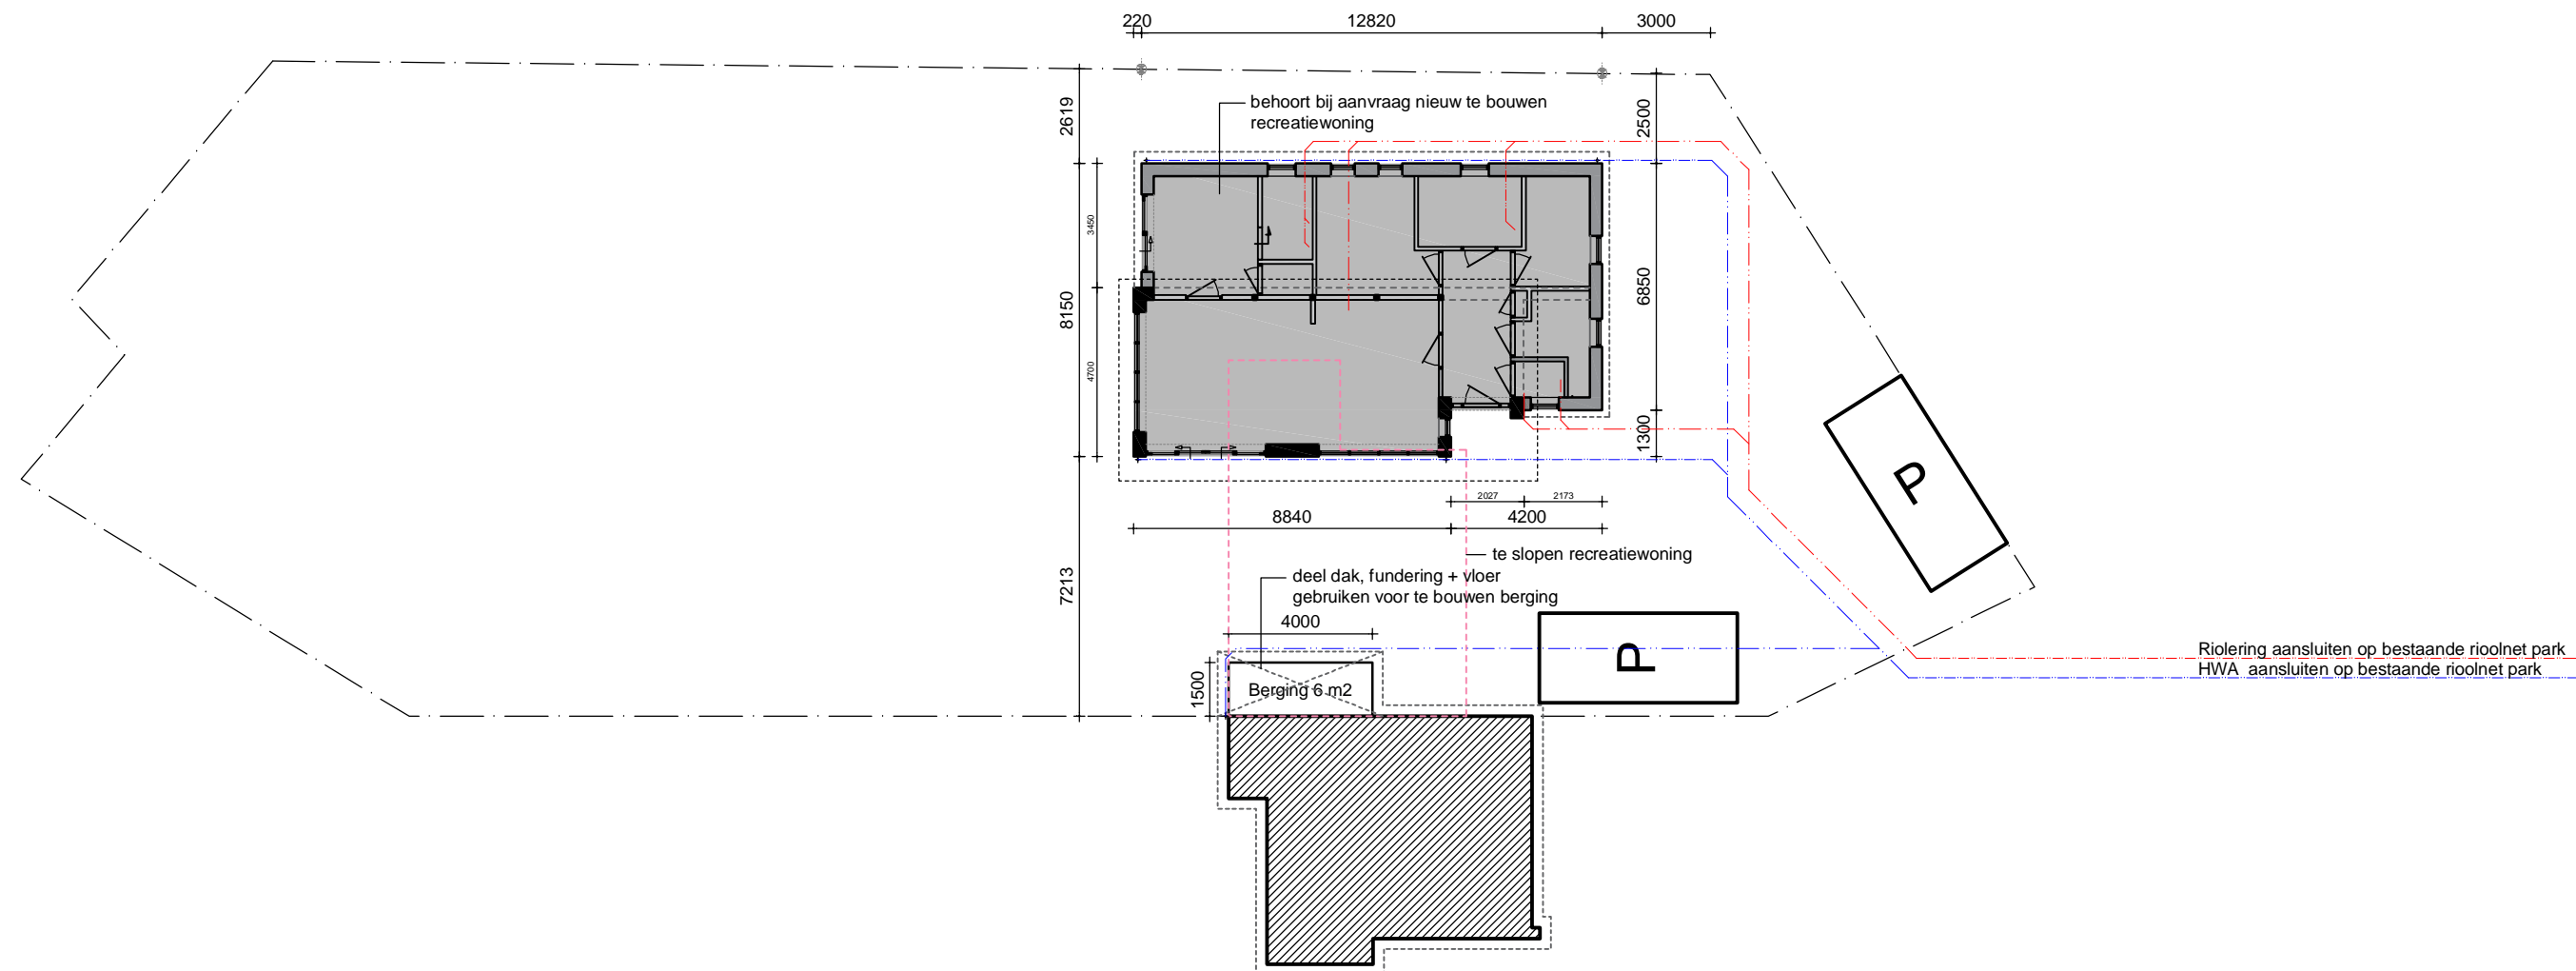 220
12820
3000
2619
behoort bij aanvraag nieuw te bouwen
recreatiewoning
2500
3450
8150
6850
4700
1300
2027
2173
8840
4200
te slopen recreatiewoning
7213
deel dak, fundering + vloer
gebruiken voor te bouwen berging
4000
P
P
1500
Berging 6 m2
Riolering aansluiten op bestaande rioolnet park
HWA aansluiten op bestaande rioolnet park